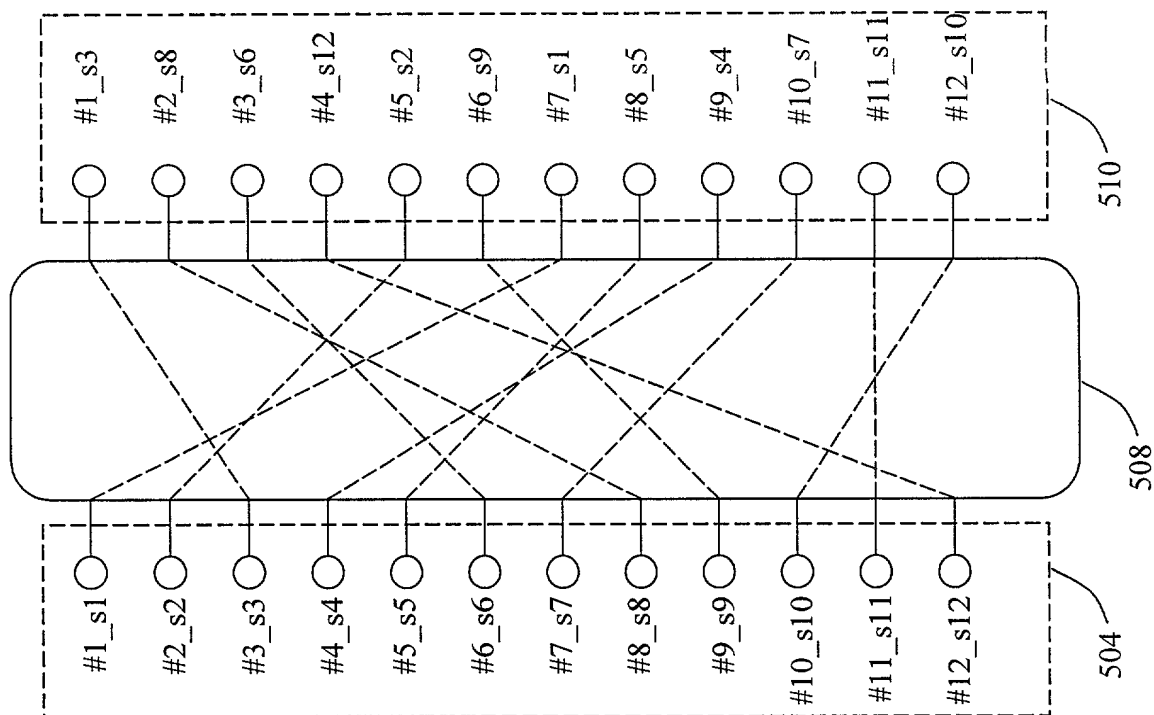 #1_s3
#2_s8
#3_s6
#4_s12
#5_s2
#6_s9
#7_s1
#8_s5
#9_s4
#10_s7
#11_s11
#12_s10
510
508
#1_s1
#2_s2
#3_s3
#4_s4
#5_s5
#6_s6
#7_s7
#8_s8
#9_s9
#10_s10
#11_s11
#12_s12
504